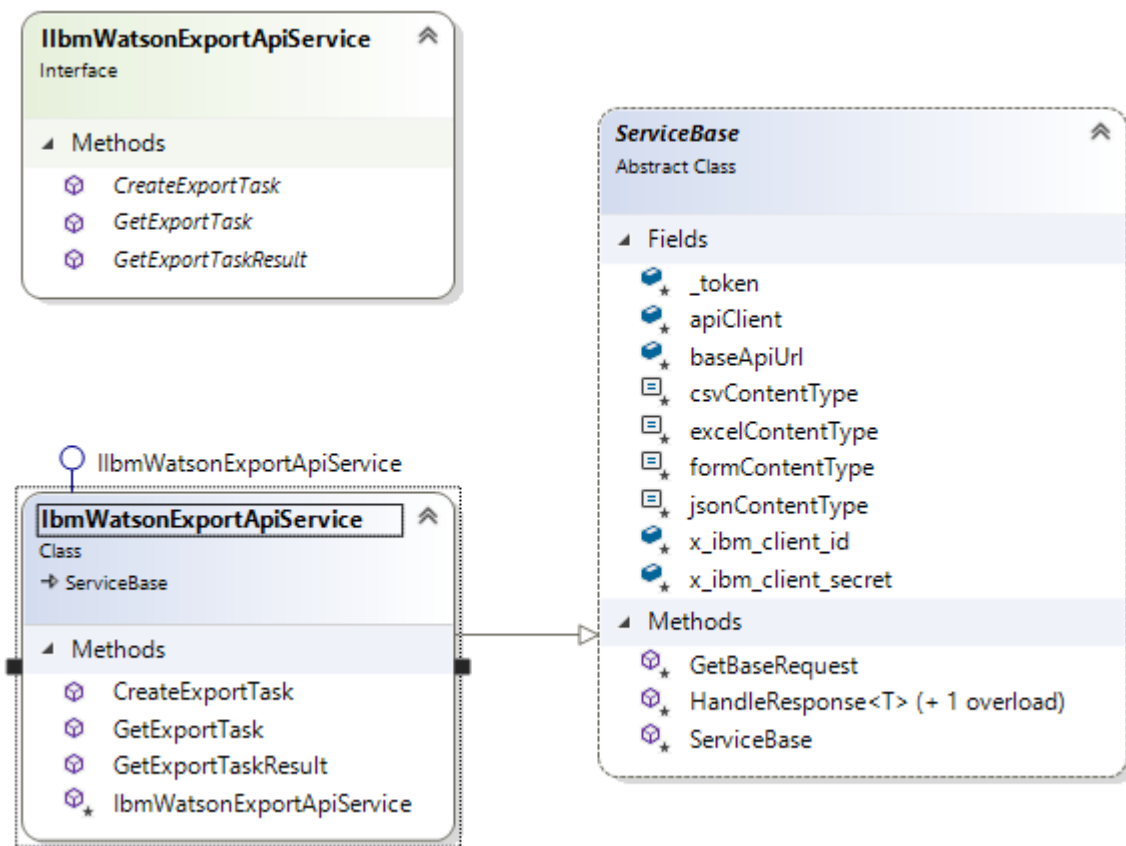 IIbmWatsonExportApiService
Interface
Methods
CreateExportTask
GetExportTask
GetExportTaskResult
IIbmWatsonExportApiService
IbmWatsonExportApiService
Class
ServiceBase
Methods
CreateExportTask
GetExportTask
GetExportTaskResult
IbmWatsonExportApiService
ServiceBase
Abstract Class
Fields
_token
apiClient
baseApiUrl
csvContentType
excelContentType
formContentType
jsonContentType
x_ibm_client_id
x_ibm_client_secret
Methods
GetBaseRequest
HandleResponse<T> (+ 1 overload)
ServiceBase